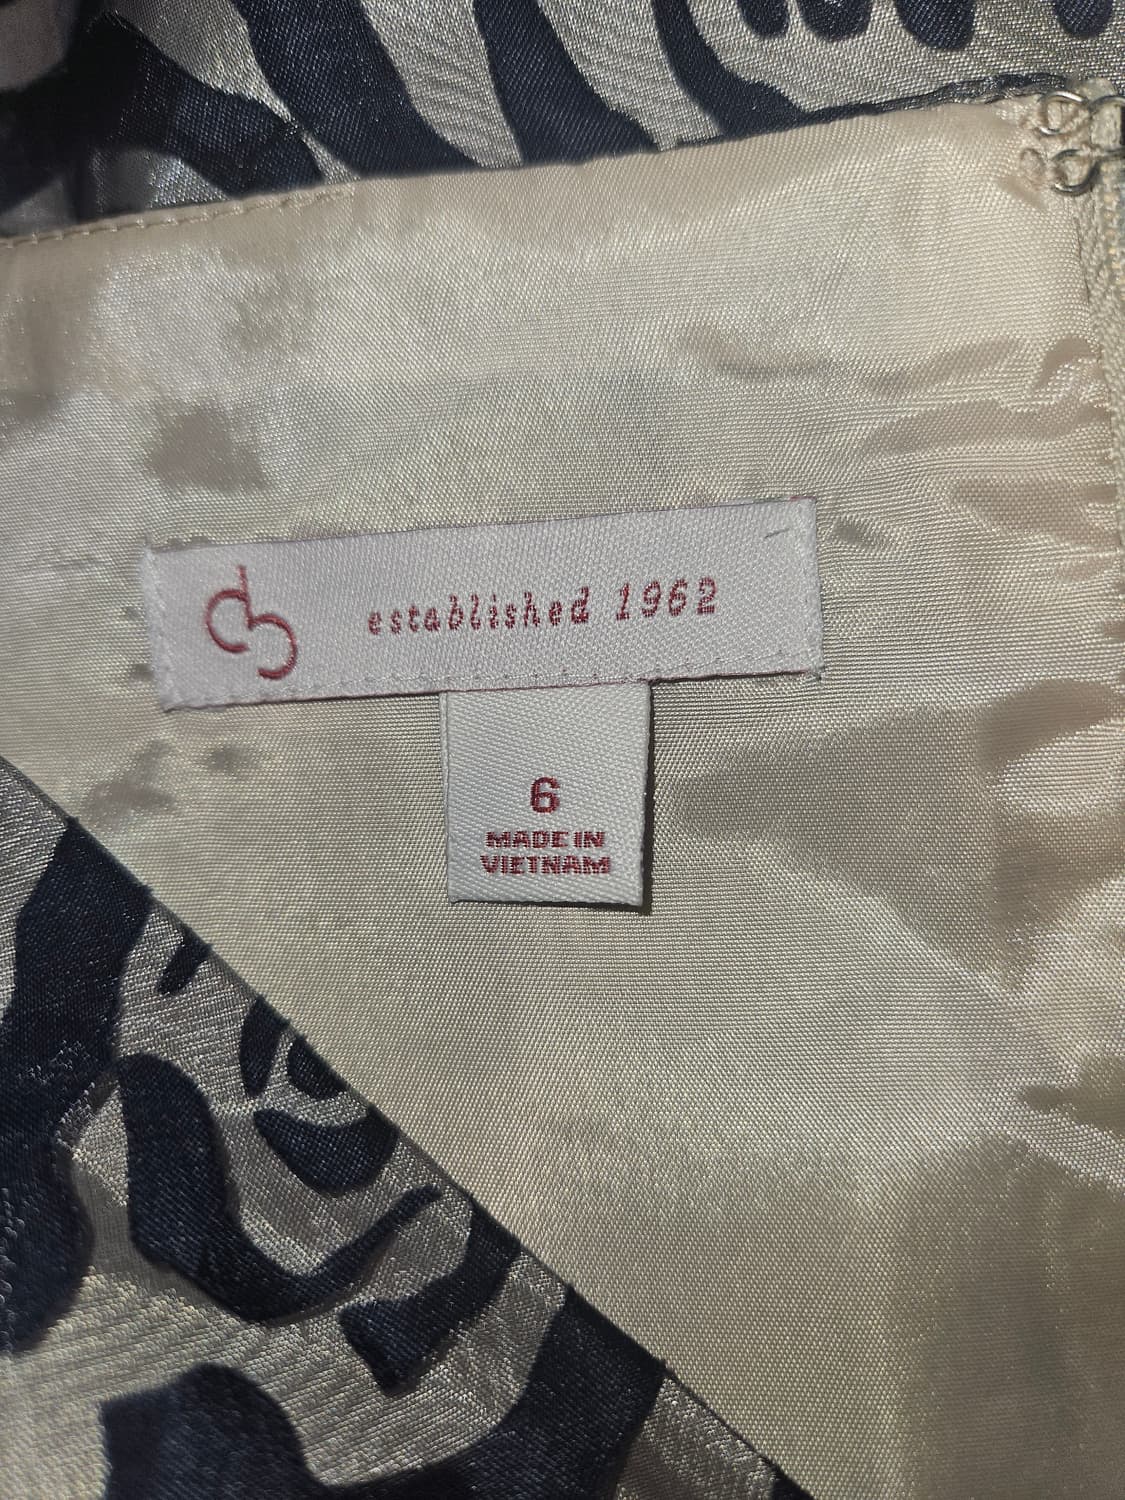 established 1962
6
MADE IN
VIETNAM